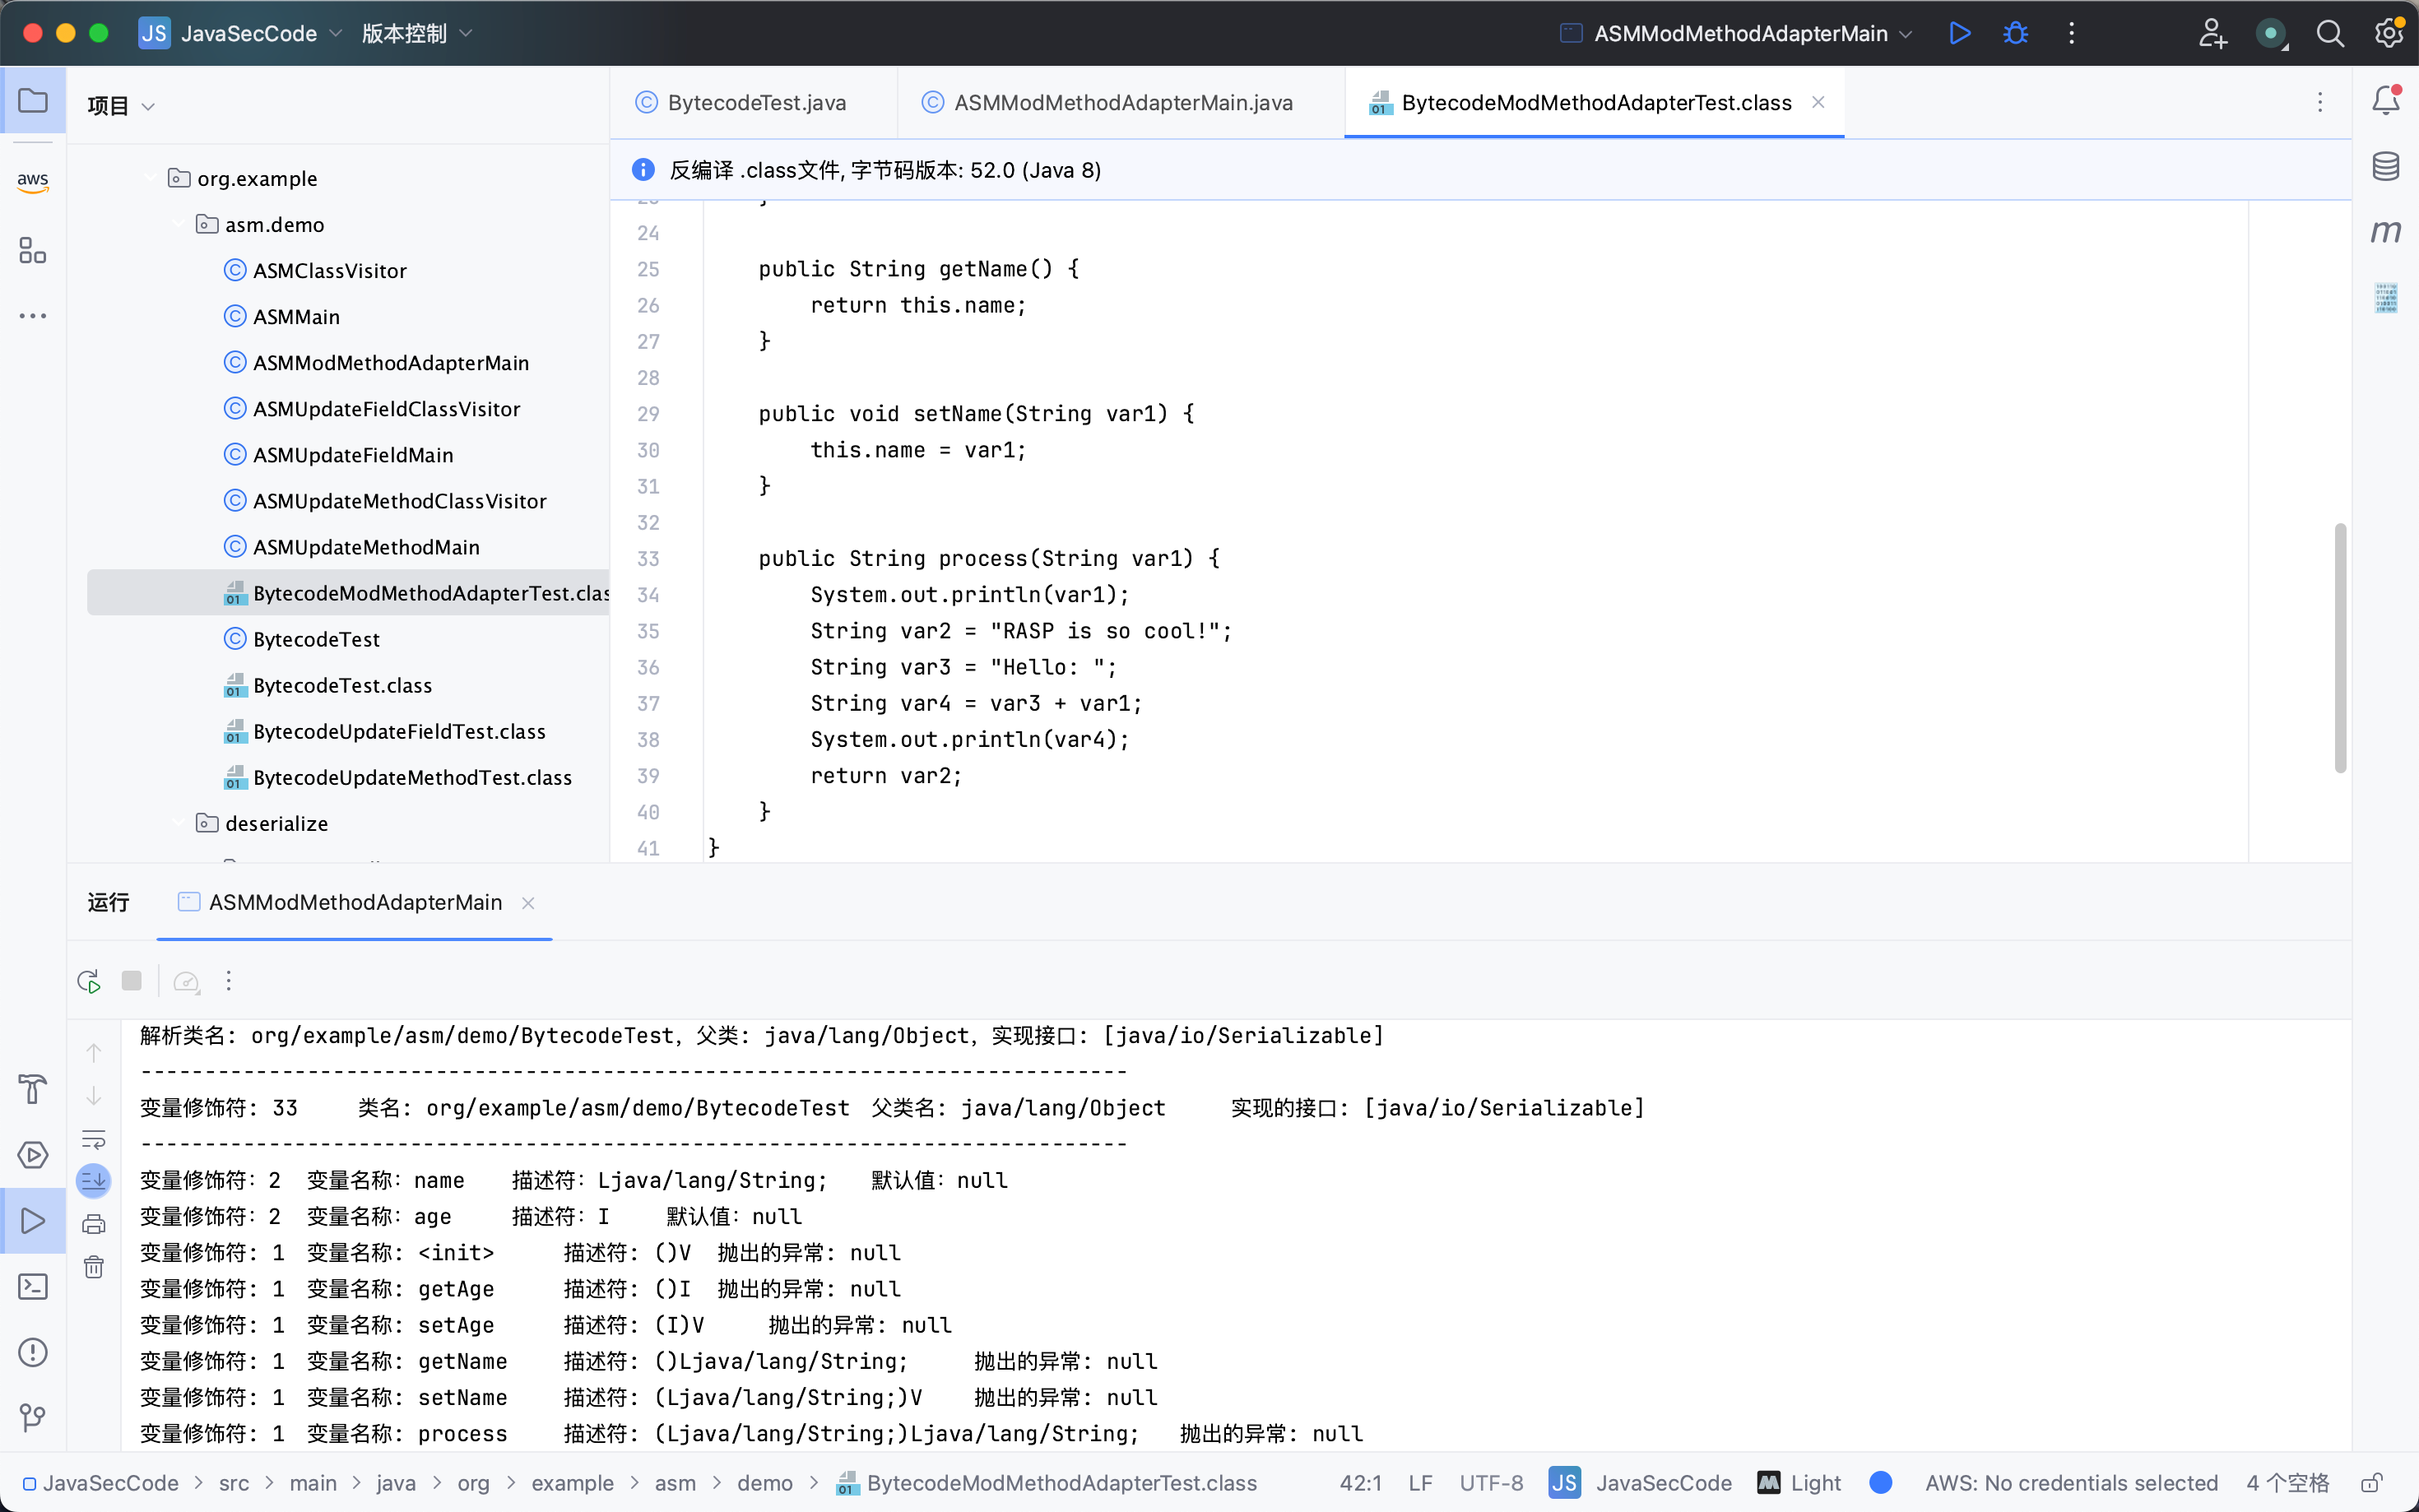 JS JavaSecCode 版本控制 ASMModMethodAdapterMain
项目
BytecodeTest.java ASMModMethodAdapterMain.java BytecodeModMethodAdapterTest.class
反编译 .class文件, 字节码版本: 52.0 (Java 8)
aws
org.example
asm.demo
ASMClassVisitor
ASMMain
ASMModMethodAdapterMain
ASMUpdateFieldClassVisitor
ASMUpdateFieldMain
ASMUpdateMethodClassVisitor
ASMUpdateMethodMain
BytecodeModMethodAdapterTest.clas
BytecodeTest
BytecodeTest.class
BytecodeUpdateFieldTest.class
BytecodeUpdateMethodTest.class
deserialize
24
25 public String getName() {
26 return this.name;
27 }
28
29 public void setName(String var1) {
30 this.name = var1;
31 }
32
33 public String process(String var1) {
34 System.out.println(var1);
35 String var2 = "RASP is so cool!";
36 String var3 = "Hello: ";
37 String var4 = var3 + var1;
38 System.out.println(var4);
39 return var2;
40 }
41 }
运行 ASMModMethodAdapterMain
解析类名: org/example/asm/demo/BytecodeTest, 父类: java/lang/Object, 实现接口: [java/io/Serializable]
-----------------------------------------------------------------------------
变量修饰符: 33 类名: org/example/asm/demo/BytecodeTest 父类名: java/lang/Object 实现的接口: [java/io/Serializable]
-----------------------------------------------------------------------------
变量修饰符: 2 变量名称: name 描述符: Ljava/lang/String; 默认值: null
变量修饰符: 2 变量名称: age 描述符: I 默认值: null
变量修饰符: 1 变量名称: <init> 描述符: ()V 抛出的异常: null
变量修饰符: 1 变量名称: getAge 描述符: ()I 抛出的异常: null
变量修饰符: 1 变量名称: setAge 描述符: (I)V 抛出的异常: null
变量修饰符: 1 变量名称: getName 描述符: ()Ljava/lang/String; 抛出的异常: null
变量修饰符: 1 变量名称: setName 描述符: (Ljava/lang/String;)V 抛出的异常: null
变量修饰符: 1 变量名称: process 描述符: (Ljava/lang/String;)Ljava/lang/String; 抛出的异常: null
JavaSecCode > src > main > java > org > example > asm > demo > BytecodeModMethodAdapterTest.class 42:1 LF UTF-8 JS JavaSecCode M Light AWS: No credentials selected 4 个空格